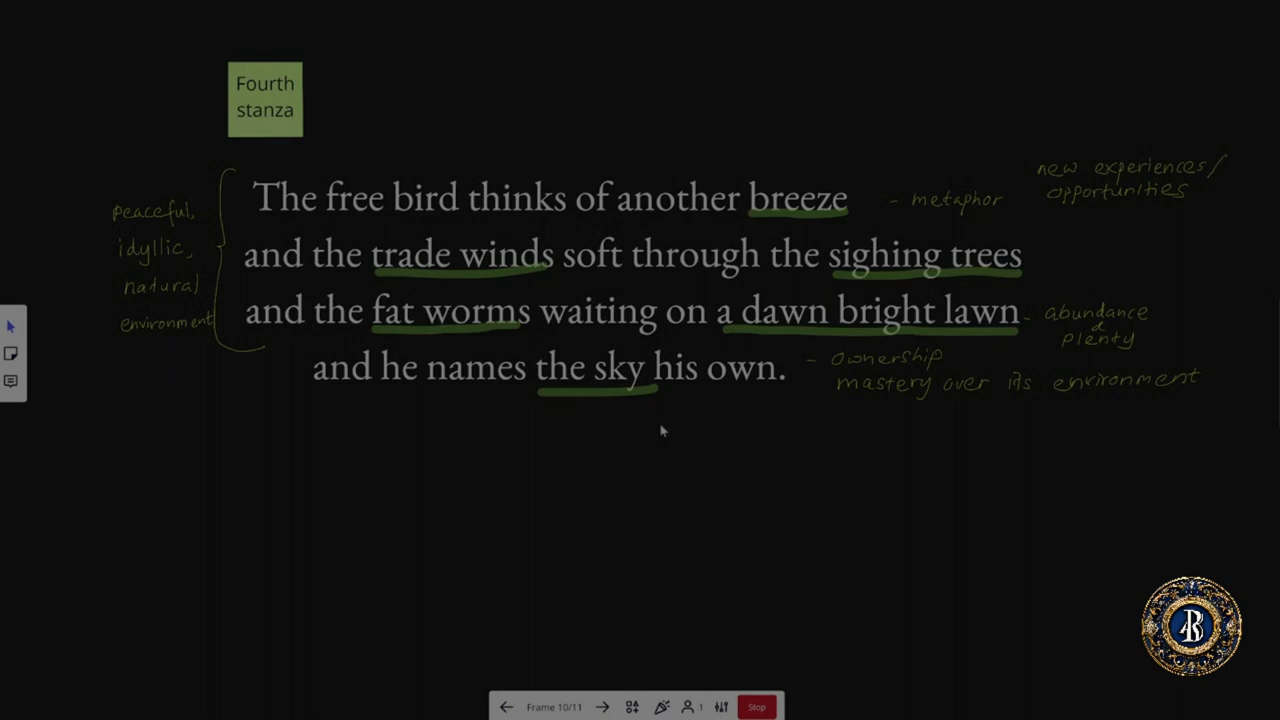 Fourth
stanza
new experiences/
opportunities
The free bird thinks of another breeze - metaphor
and the trade winds soft through the sighing trees
and the fat worms waiting on a dawn bright lawn - abundance
& plenty
and he names the sky his own. - ownership
mastery over its environment
peaceful,
idyllic,
natural
environment
B
Frame 10/11
1
Stop